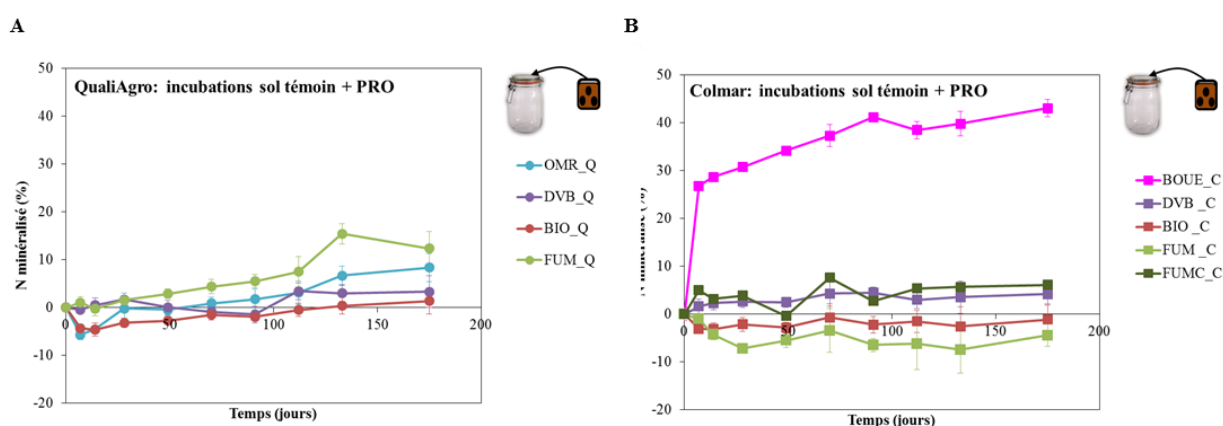 A
B
QualiAgro: incubations sol témoin + PRO
50
40
30
20
10
0
-10
-20
0
50
100
150
200
N minéralisé (%)
Temps (jours)
OMR_Q
DVB_Q
BIO_Q
FUM_Q
Colmar: incubations sol témoin + PRO
50
40
30
20
10
0
-10
-20
0
50
100
150
200
N minéralisé (%)
Temps (jours)
BOUE_C
DVB _C
BIO _C
FUM _C
FUMC_C